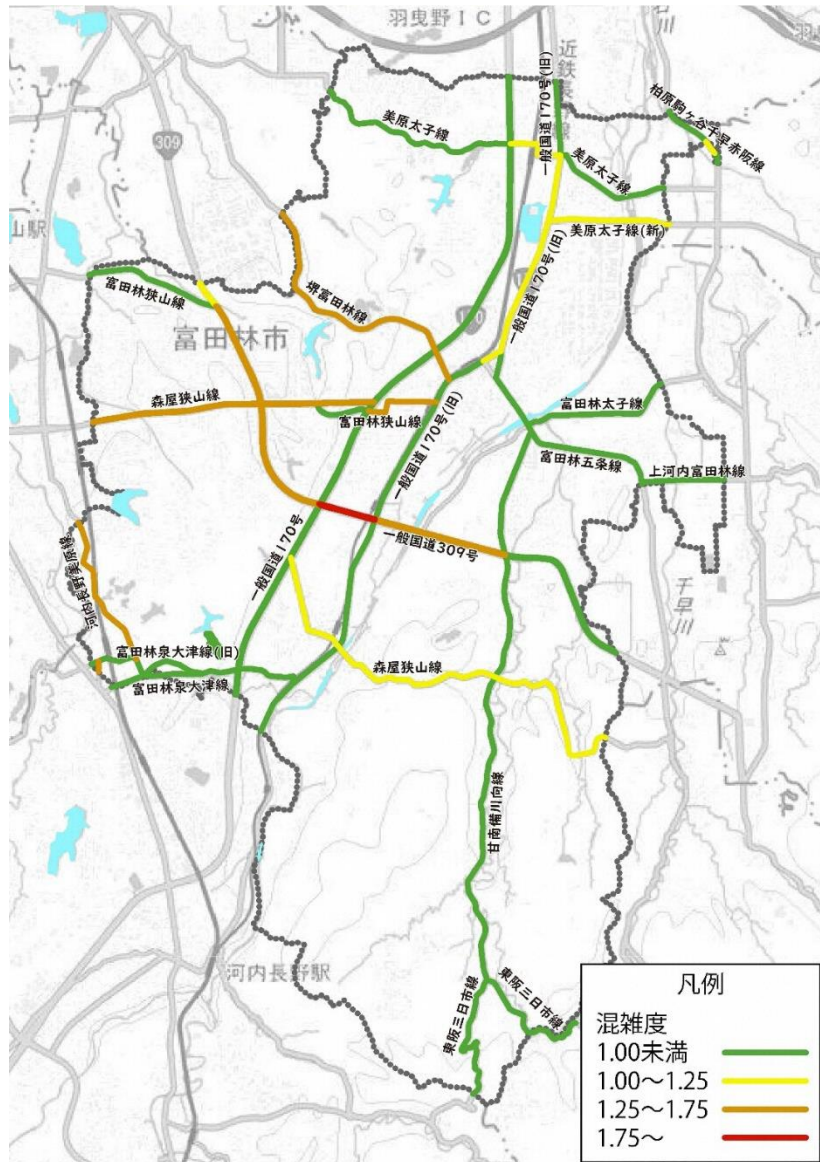 羽曳野IC
石川
近鉄長野線
一般国道170号(旧)
柏原駒ヶ谷千早赤阪線
309
美原太子線
美原太子線
美原太子線(新)
山駅
一般国道170号(旧)
堺富田林線
富田林狭山線
170
富田林市
森屋狭山線
富田林狭山線
富田林太子線
一般国道170号(旧)
富田林五条線
上河内富田林線
一般国道170号
一般国道309号
河内長野美原線
千早川
富田林泉大津線(旧)
富田林泉大津線
森屋狭山線
甘南備川向線
河内長野駅
東阪三日市線
東阪三日市線
凡例
混雑度
1.00未満
1.00~1.25
1.25~1.75
1.75~